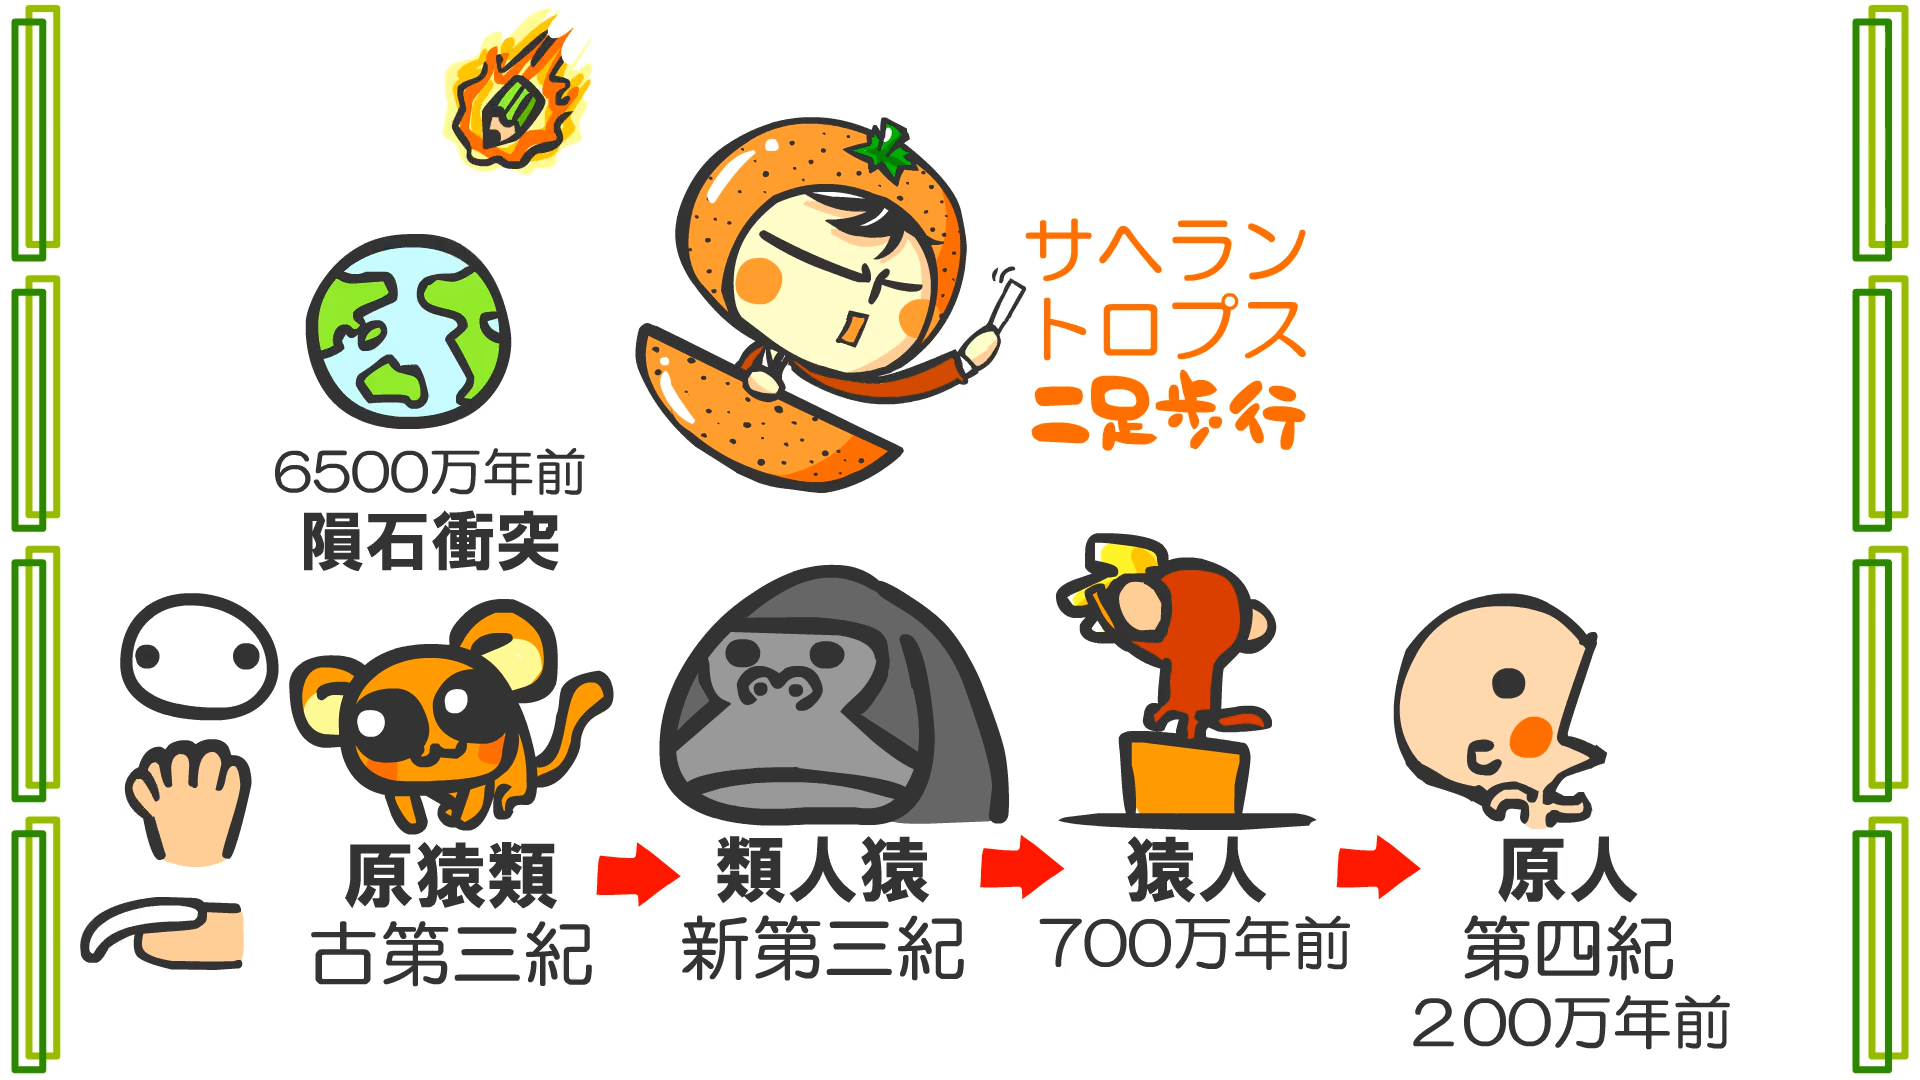 サヘラン
トロプス
二足歩行
6500万年前
隕石衝突
原猿類
古第三紀
類人猿
新第三紀
猿人
700万年前
原人
第四紀
200万年前